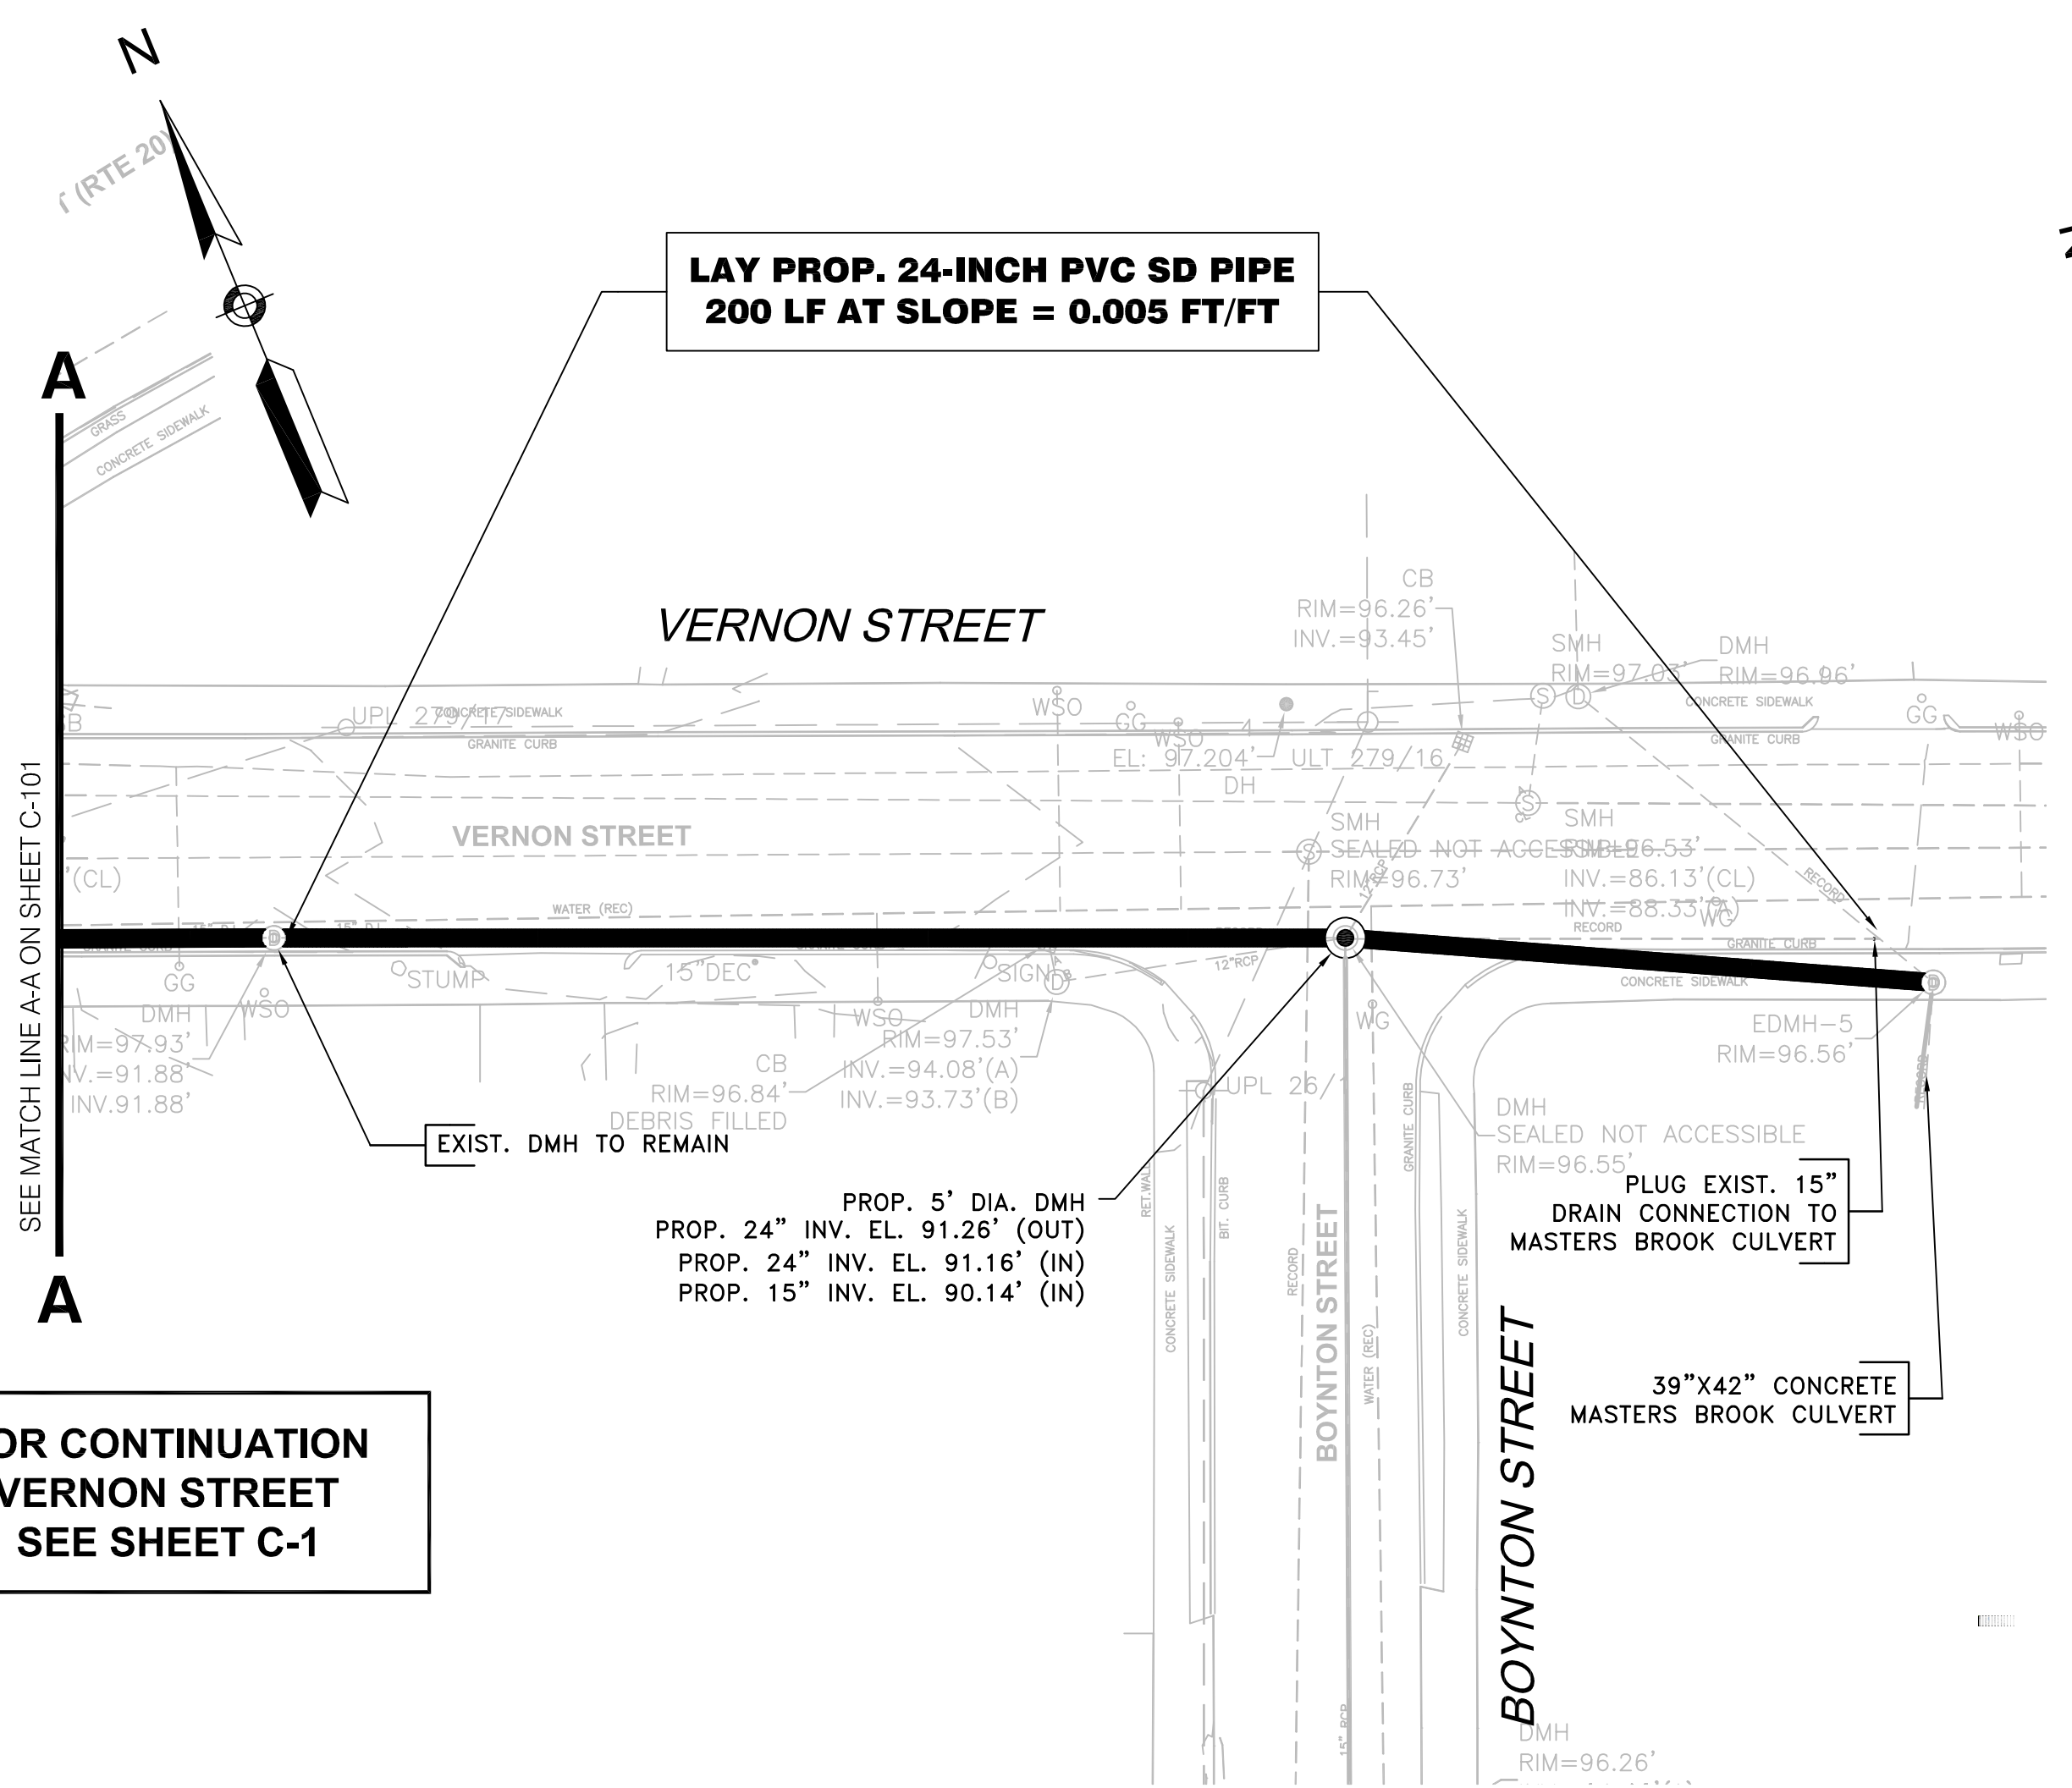 N
(RTE 20)
GRASS
CONCRETE SIDEWALK
A
LAY PROP. 24-INCH PVC SD PIPE
200 LF AT SLOPE = 0.005 FT/FT
VERNON STREET
CB
RIM=96.26'
INV.=93.45'
SMH
RIM=97.03'
DMH
RIM=96.96'
CONCRETE SIDEWALK
GRANITE CURB
UPL 279/17
CONCRETE SIDEWALK
GRANITE CURB
WSO
GG
WSO
EL: 97.204'
DH
ULT 279/16
S
D
GG
WSO
VERNON STREET
S
S
SMH
SEALED NOT ACCESSIBLE
RIM=96.73'
SMH
RIM=96.53'
INV.=86.13'(CL)
INV.=88.33'(A)
RECORD
WG
RECORD
12"RCP
GRANITE CURB
CONCRETE SIDEWALK
'(CL)
WATER (REC)
D
GG
WSO
STUMP
15"DEC
SIGN
D
12"RCP
WSO
WG
DMH
RIM=97.93'
INV.=91.88'
INV.91.88'
CB
RIM=96.84'
DEBRIS FILLED
DMH
RIM=97.53'
INV.=94.08'(A)
INV.=93.73'(B)
EDMH-5
RIM=96.56'
RECORD
UPL 26/1
DMH
SEALED NOT ACCESSIBLE
RIM=96.55'
SEE MATCH LINE A-A ON SHEET C-101
A
EXIST. DMH TO REMAIN
PROP. 5' DIA. DMH
PROP. 24" INV. EL. 91.26' (OUT)
PROP. 24" INV. EL. 91.16' (IN)
PROP. 15" INV. EL. 90.14' (IN)
PLUG EXIST. 15"
DRAIN CONNECTION TO
MASTERS BROOK CULVERT
39"X42" CONCRETE
MASTERS BROOK CULVERT
RET.WALL
CONCRETE SIDEWALK
BIT. CURB
RECORD
BOYNTON STREET
WATER (REC)
GRANITE CURB
CONCRETE SIDEWALK
BOYNTON STREET
15" RCP
OR CONTINUATION
VERNON STREET
SEE SHEET C-1
DMH
RIM=96.26'